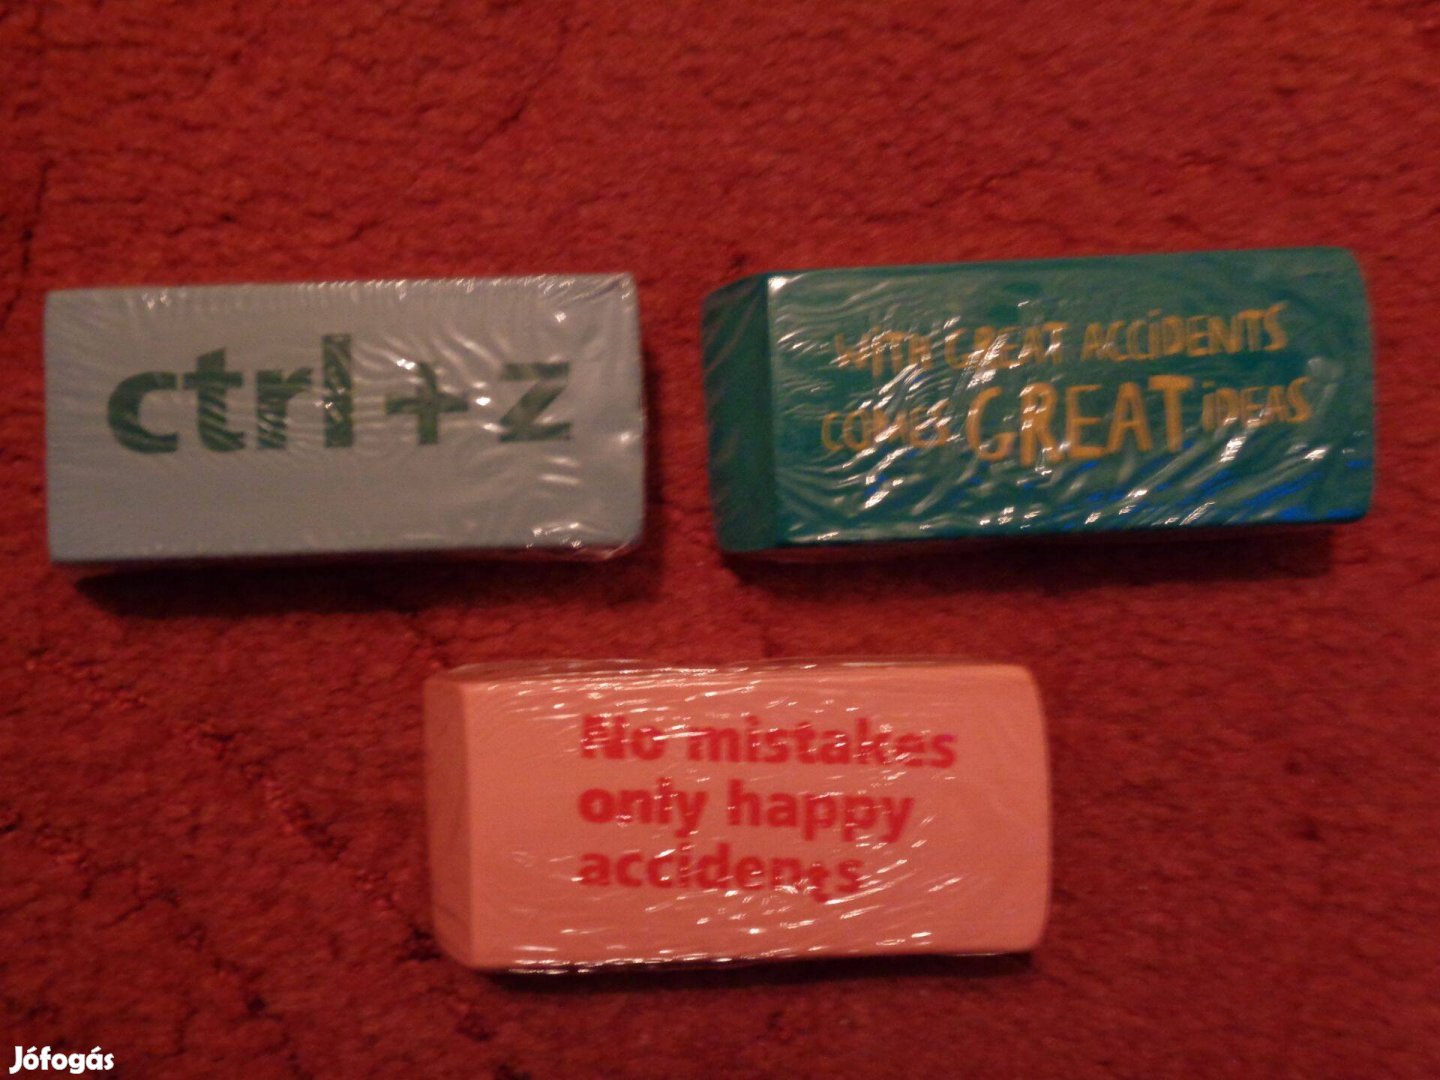 ctrl+z
WITH GREAT ACCiDENTS
COMES GREAT iDEAS
No mistakes
only happy
accidents
Jófogás